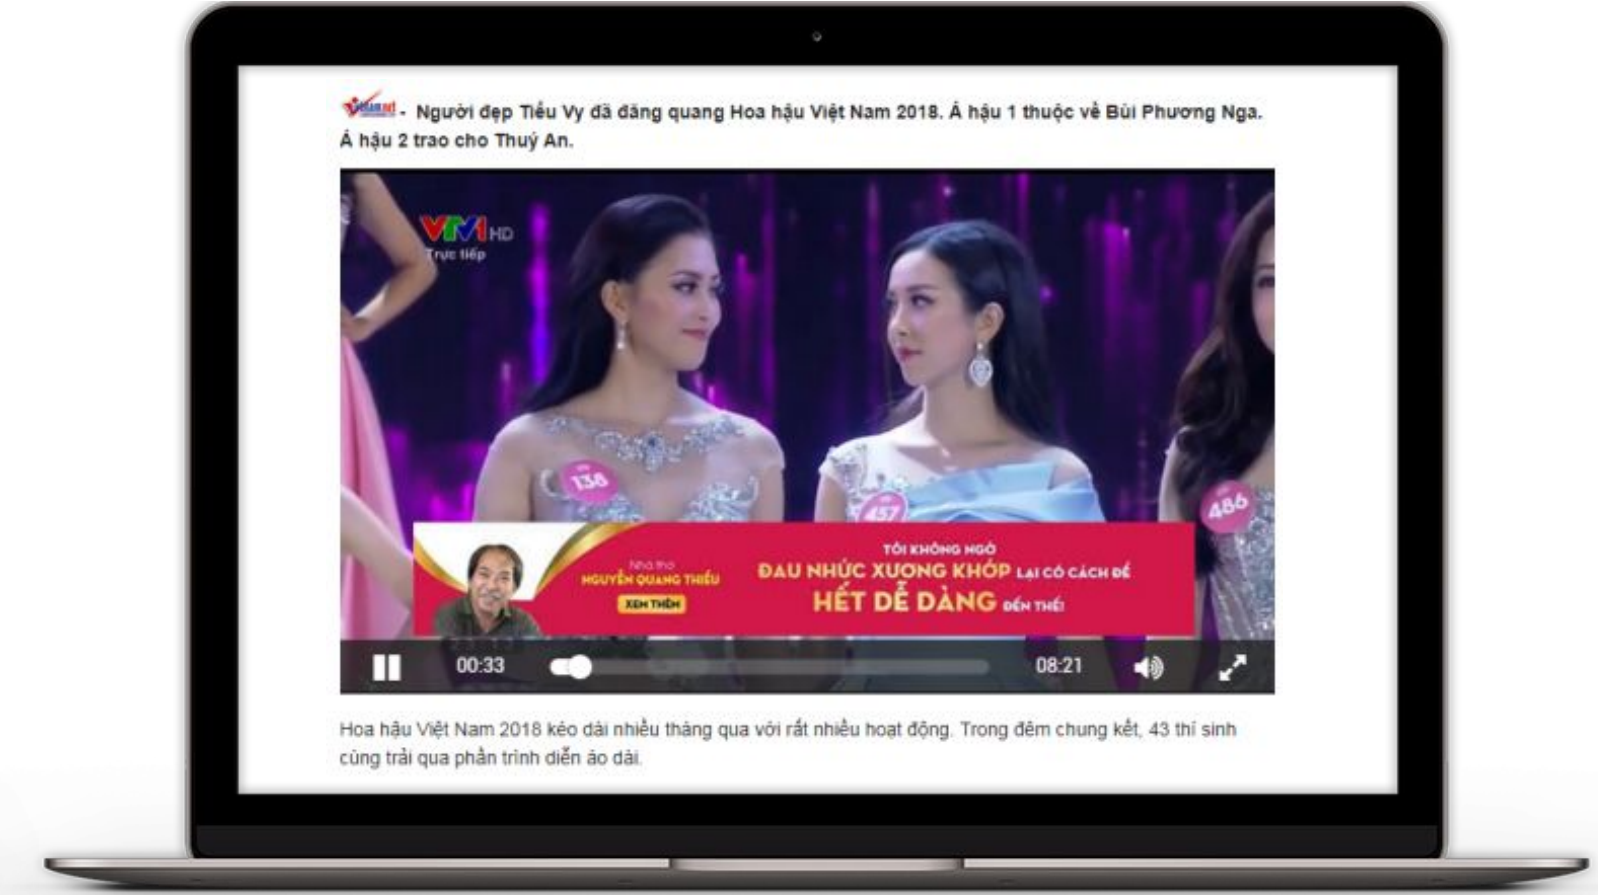 Vietnamnet - Người đẹp Tiểu Vy đã đăng quang Hoa hậu Việt Nam 2018. Á hậu 1 thuộc về Bùi Phương Nga.
Á hậu 2 trao cho Thuý An.
VTV1 HD
Trực tiếp
138
457
486
Nhà thơ
NGUYỄN QUANG THIỀU
XEM THÊM
TÔI KHÔNG NGỜ
ĐAU NHỨC XƯƠNG KHỚP LẠI CÓ CÁCH ĐỂ
HẾT DỄ DÀNG ĐẾN THẾ!
00:33
08:21
Hoa hậu Việt Nam 2018 kéo dài nhiều tháng qua với rất nhiều hoạt động. Trong đêm chung kết, 43 thí sinh
cùng trải qua phần trình diễn áo dài.